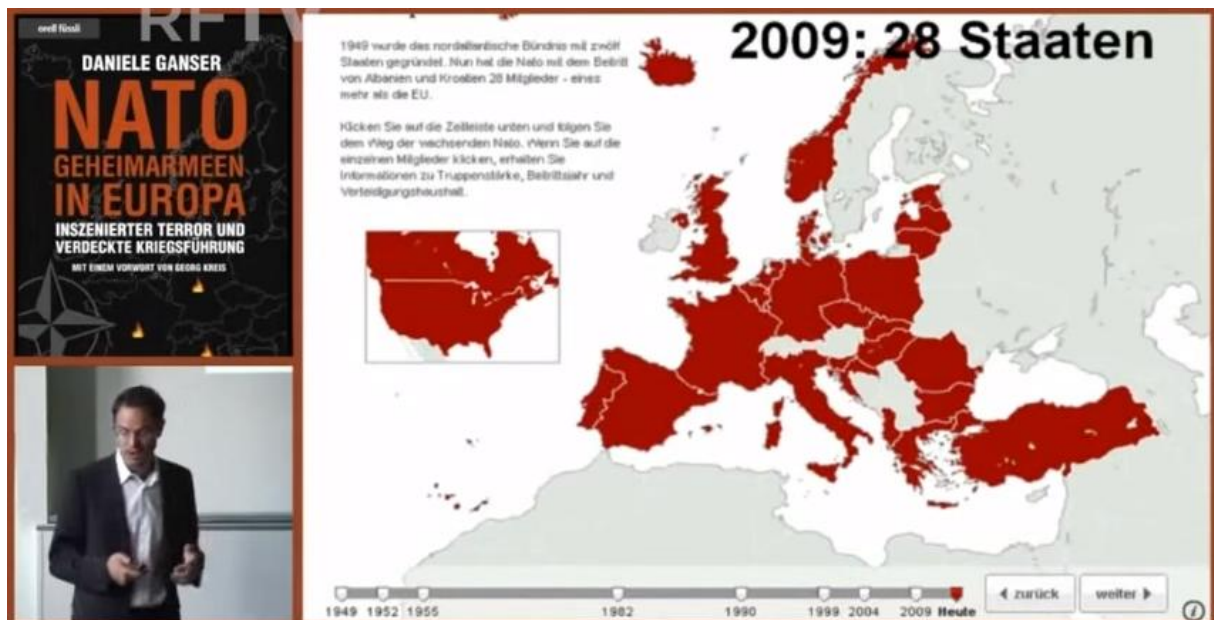 orell füssli
RFTV
DANIELE GANSER
NATO
GEHEIMARMEEN
IN EUROPA
INSZENIERTER TERROR UND
VERDECKTE KRIEGSFÜHRUNG
MIT EINEM VORWORT VON GEORG KREIS
2009: 28 Staaten
1949 wurde das nordatlantische Bündnis mit zwölf
Staaten gegründet. Nun hat die Nato mit dem Beitritt
von Albanien und Kroatien 28 Mitglieder - eines
mehr als die EU.
Klicken Sie auf die Zeitleiste unten und folgen Sie
dem Weg der wachsenden Nato. Wenn Sie auf die
einzelnen Mitglieder klicken, erhalten Sie
Informationen zu Truppenstärke, Beitrittsjahr und
Verteidigungshaushalt.
1949 1952 1955 1982 1990 1999 2004 2009 Heute
zurück weiter
i